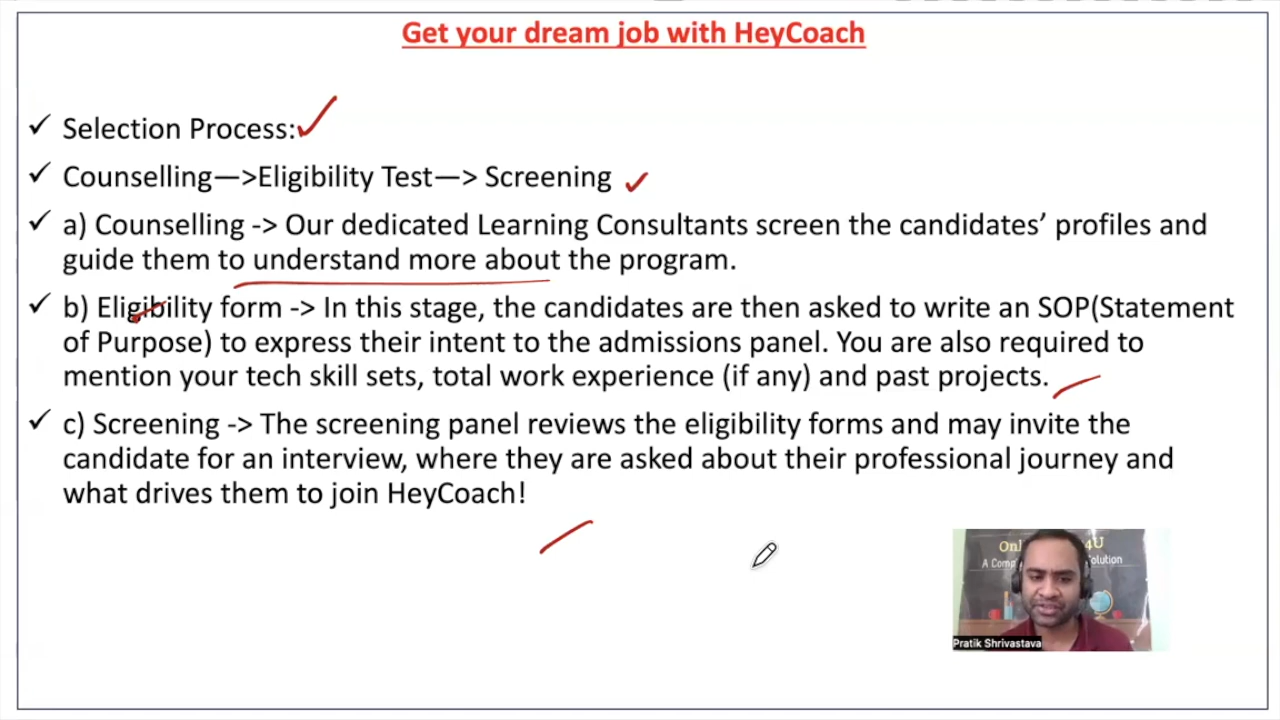 Get your dream job with HeyCoach
✓ Selection Process:
✓ Counselling—>Eligibility Test—> Screening
✓ a) Counselling -> Our dedicated Learning Consultants screen the candidates’ profiles and
guide them to understand more about the program.
✓ b) Eligibility form -> In this stage, the candidates are then asked to write an SOP(Statement
of Purpose) to express their intent to the admissions panel. You are also required to
mention your tech skill sets, total work experience (if any) and past projects.
✓ c) Screening -> The screening panel reviews the eligibility forms and may invite the
candidate for an interview, where they are asked about their professional journey and
what drives them to join HeyCoach!
4U
A
Pratik Shrivastava